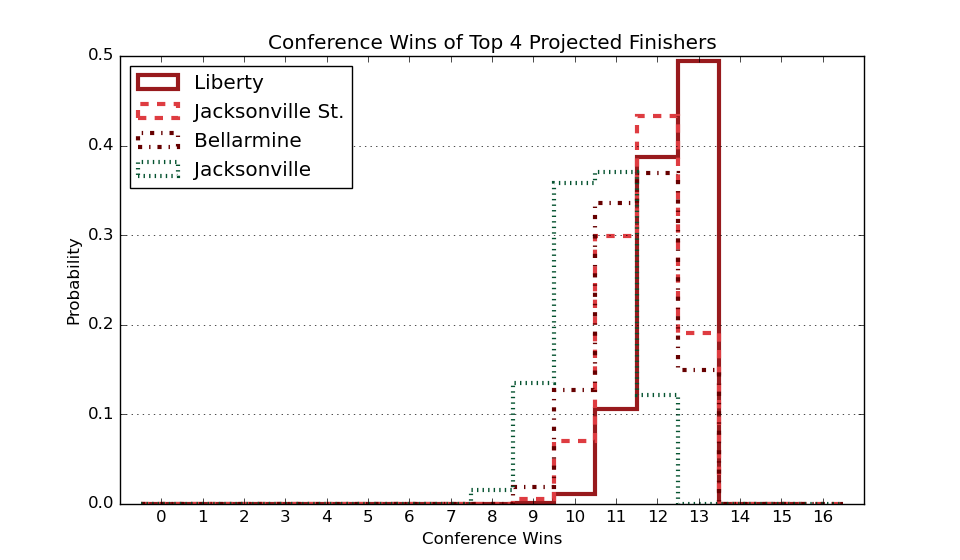 Conference Wins of Top 4 Projected Finishers
0.5
Liberty
Jacksonville St.
Bellarmine
Jacksonville
0.4
0.3
Probability
0.2
0.1
0.0
0 1 2 3 4 5 6 7 8 9 10 11 12 13 14 15 16
Conference Wins